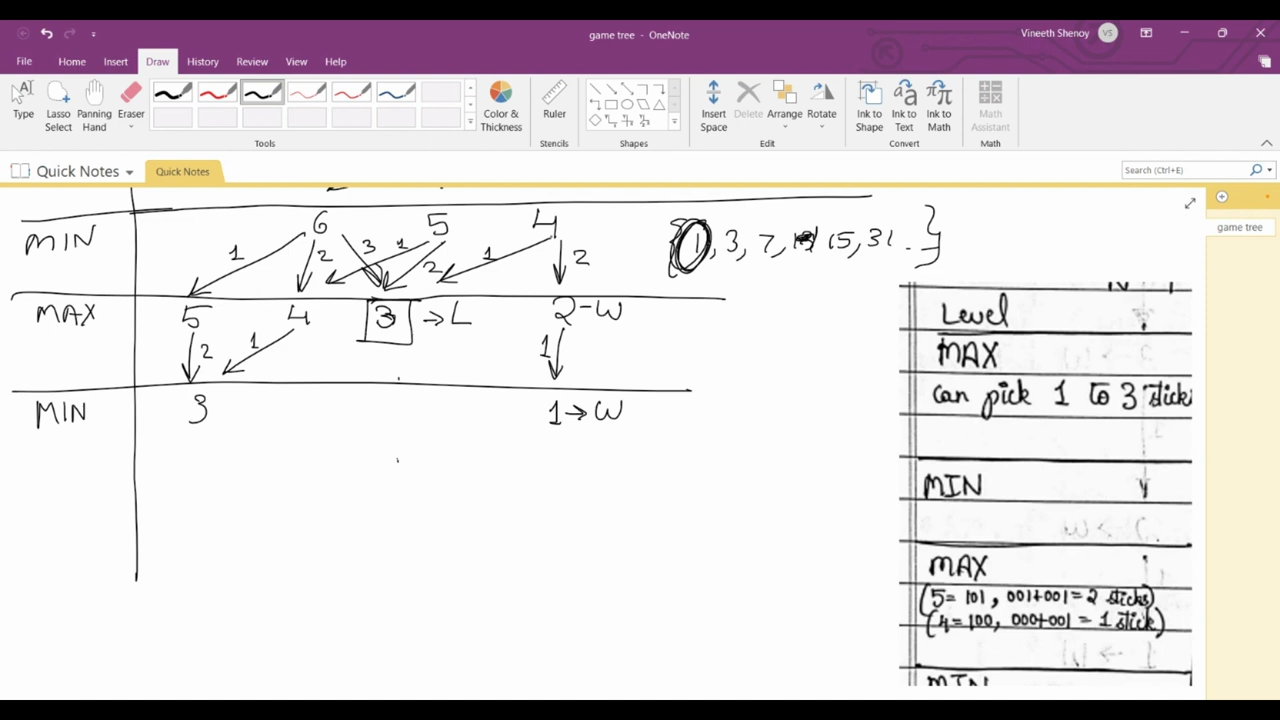 game tree - OneNote
Vineeth Shenoy
VS
File Home Insert Draw History Review View Help
Type Lasso Select Panning Hand Eraser Color & Thickness Ruler Insert Space Delete Arrange Rotate Ink to Shape Ink to Text Ink to Math Math Assistant
Tools Stencils Shapes Edit Convert Math
Quick Notes Quick Notes Search (Ctrl+E)
game tree
MIN 6 5 4 {1, 3, 7, 15, 31 . }
1 2 3 1 2 1 2
MAX 5 4 3 → L 2-W
2 1 1
MIN 3 1 → W
Level
MAX
can pick 1 to 3 stick
MIN
MAX
(5 = 101, 001+001 = 2 sticks)
(4 = 100, 000+001 = 1 stick)
MIN